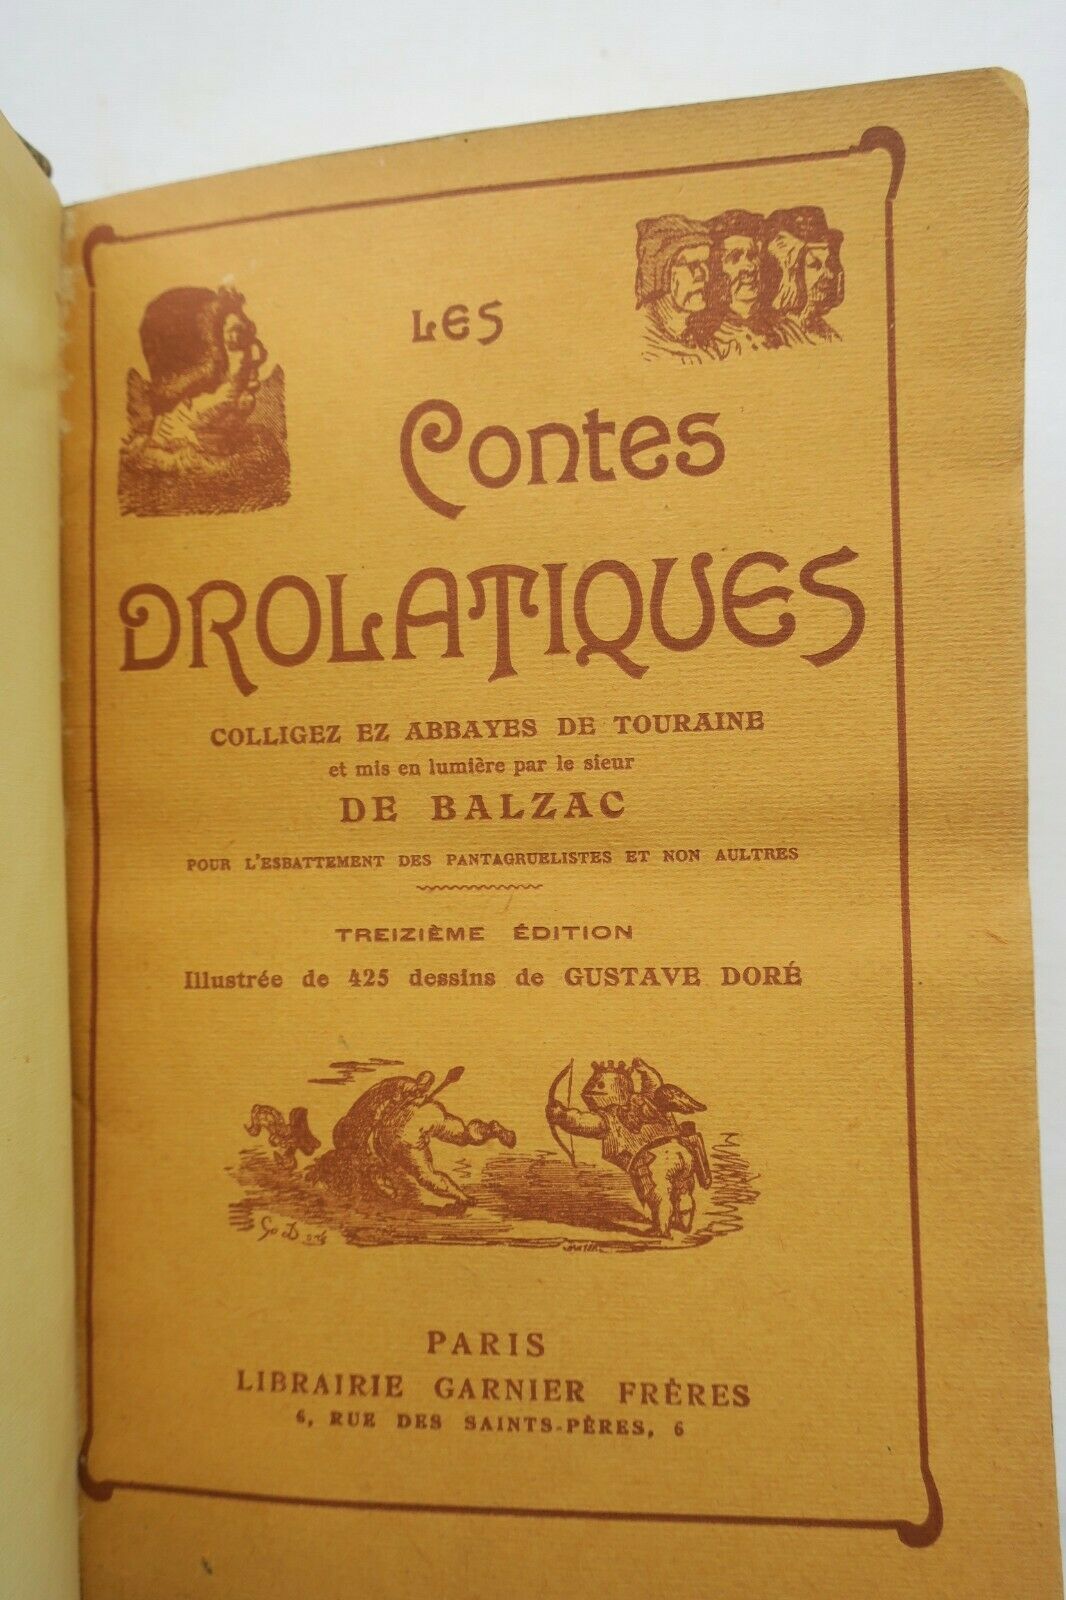 LES
Contes
DROLATIQUES
COLLIGEZ EZ ABBAYES DE TOURAINE
et mis en lumière par le sieur
DE BALZAC
POUR L'ESBATTEMENT DES PANTAGRUELISTES ET NON AULTRES
TREIZIÈME ÉDITION
Illustrée de 425 dessins de GUSTAVE DORÉ
PARIS
LIBRAIRIE GARNIER FRÈRES
6, RUE DES SAINTS-PÈRES, 6